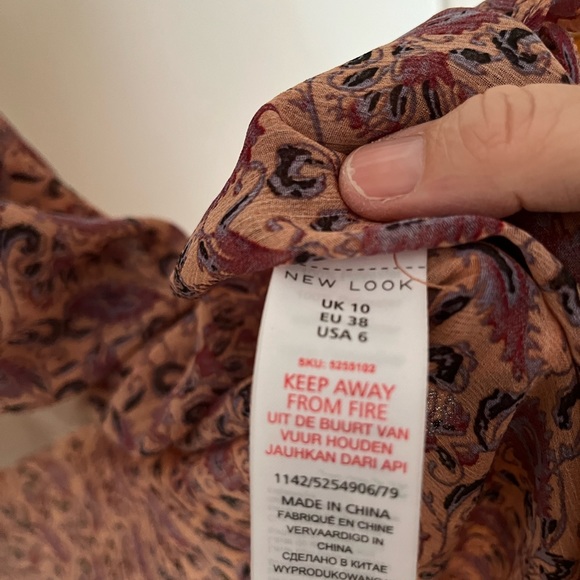 NEW LOOK
UK 10
EU 38
USA 6
SKU: 5255102
KEEP AWAY
FROM FIRE
UIT DE BUURT VAN
VUUR HOUDEN
JAUHKAN DARI API
1142/5254906/79
MADE IN CHINA
FABRIQUÉ EN CHINE
VERVAARDIGD IN
CHINA
СДЕЛАНО В КИТАЕ
WYPRODUKOWANO